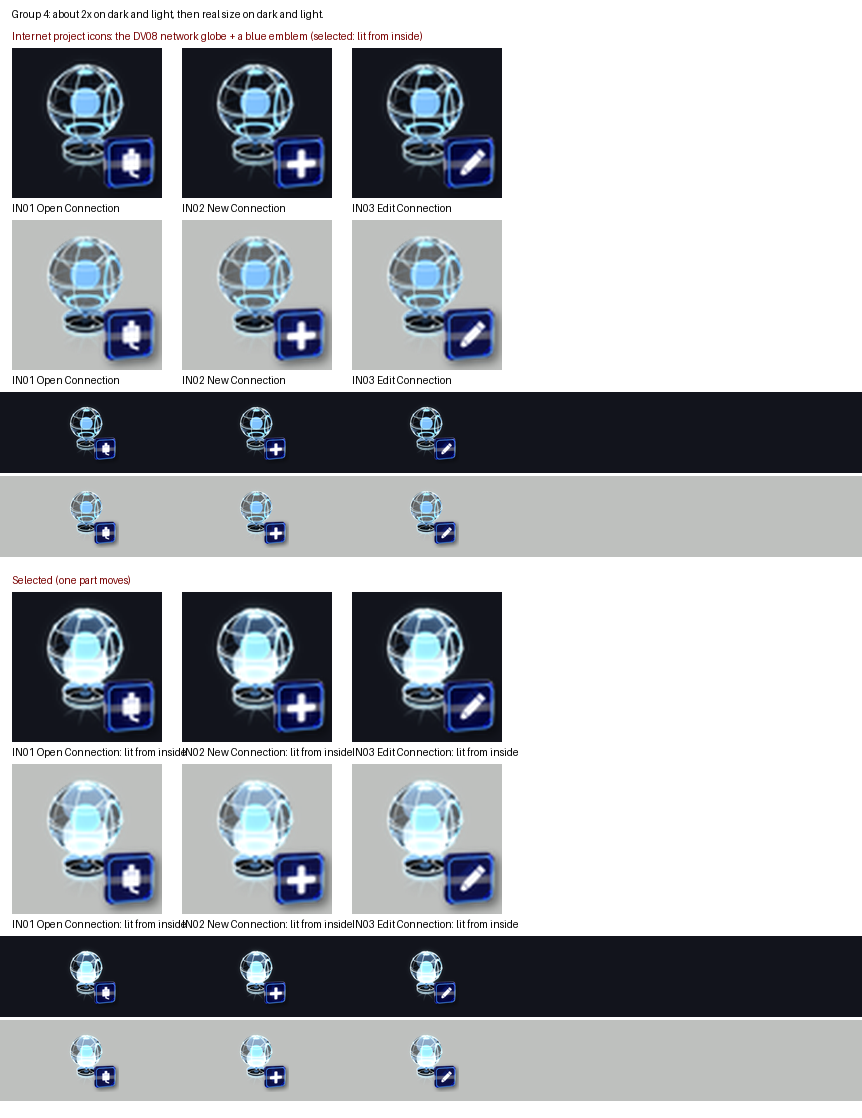 Group 4: about 2x on dark and light, then real size on dark and light.
Internet project icons: the DV08 network globe + a blue emblem (selected: lit from inside)
IN01 Open Connection IN02 New Connection IN03 Edit Connection
IN01 Open Connection IN02 New Connection IN03 Edit Connection
Selected (one part moves)
IN01 Open Connection: lit from inside IN02 New Connection: lit from inside IN03 Edit Connection: lit from inside
IN01 Open Connection: lit from inside IN02 New Connection: lit from inside IN03 Edit Connection: lit from inside